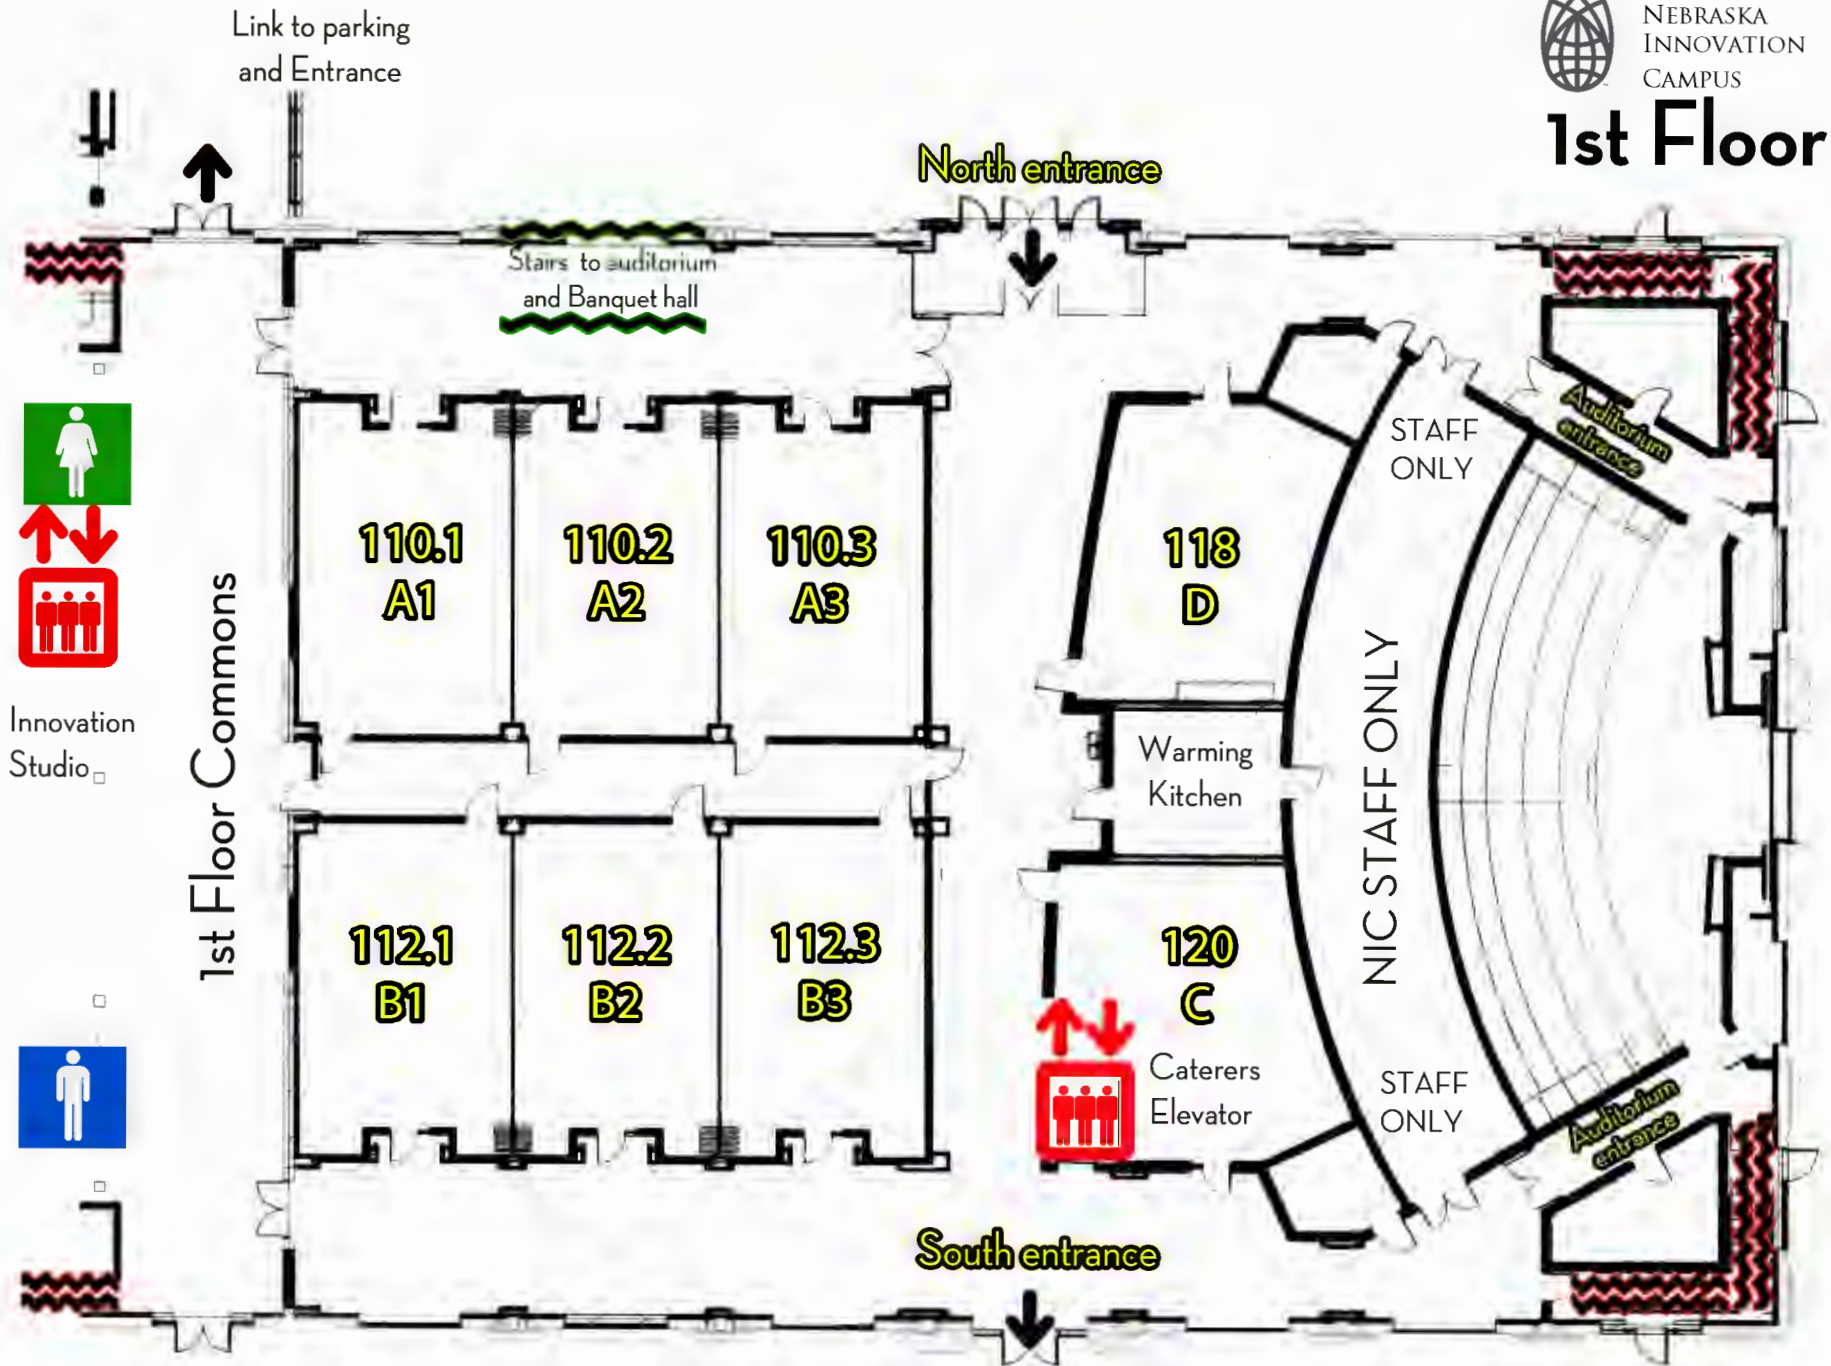 Link to parking
and Entrance
NEBRASKA
INNOVATION
CAMPUS
1st Floor
North entrance
Stairs to auditorium
and Banquet hall
Auditorium
entrance
STAFF
ONLY
110.1
A1
110.2
A2
110.3
A3
118
D
1st Floor Commons
Innovation
Studio
Warming
Kitchen
NIC STAFF ONLY
112.1
B1
112.2
B2
112.3
B3
120
C
Caterers
Elevator
STAFF
ONLY
Auditorium
entrance
South entrance